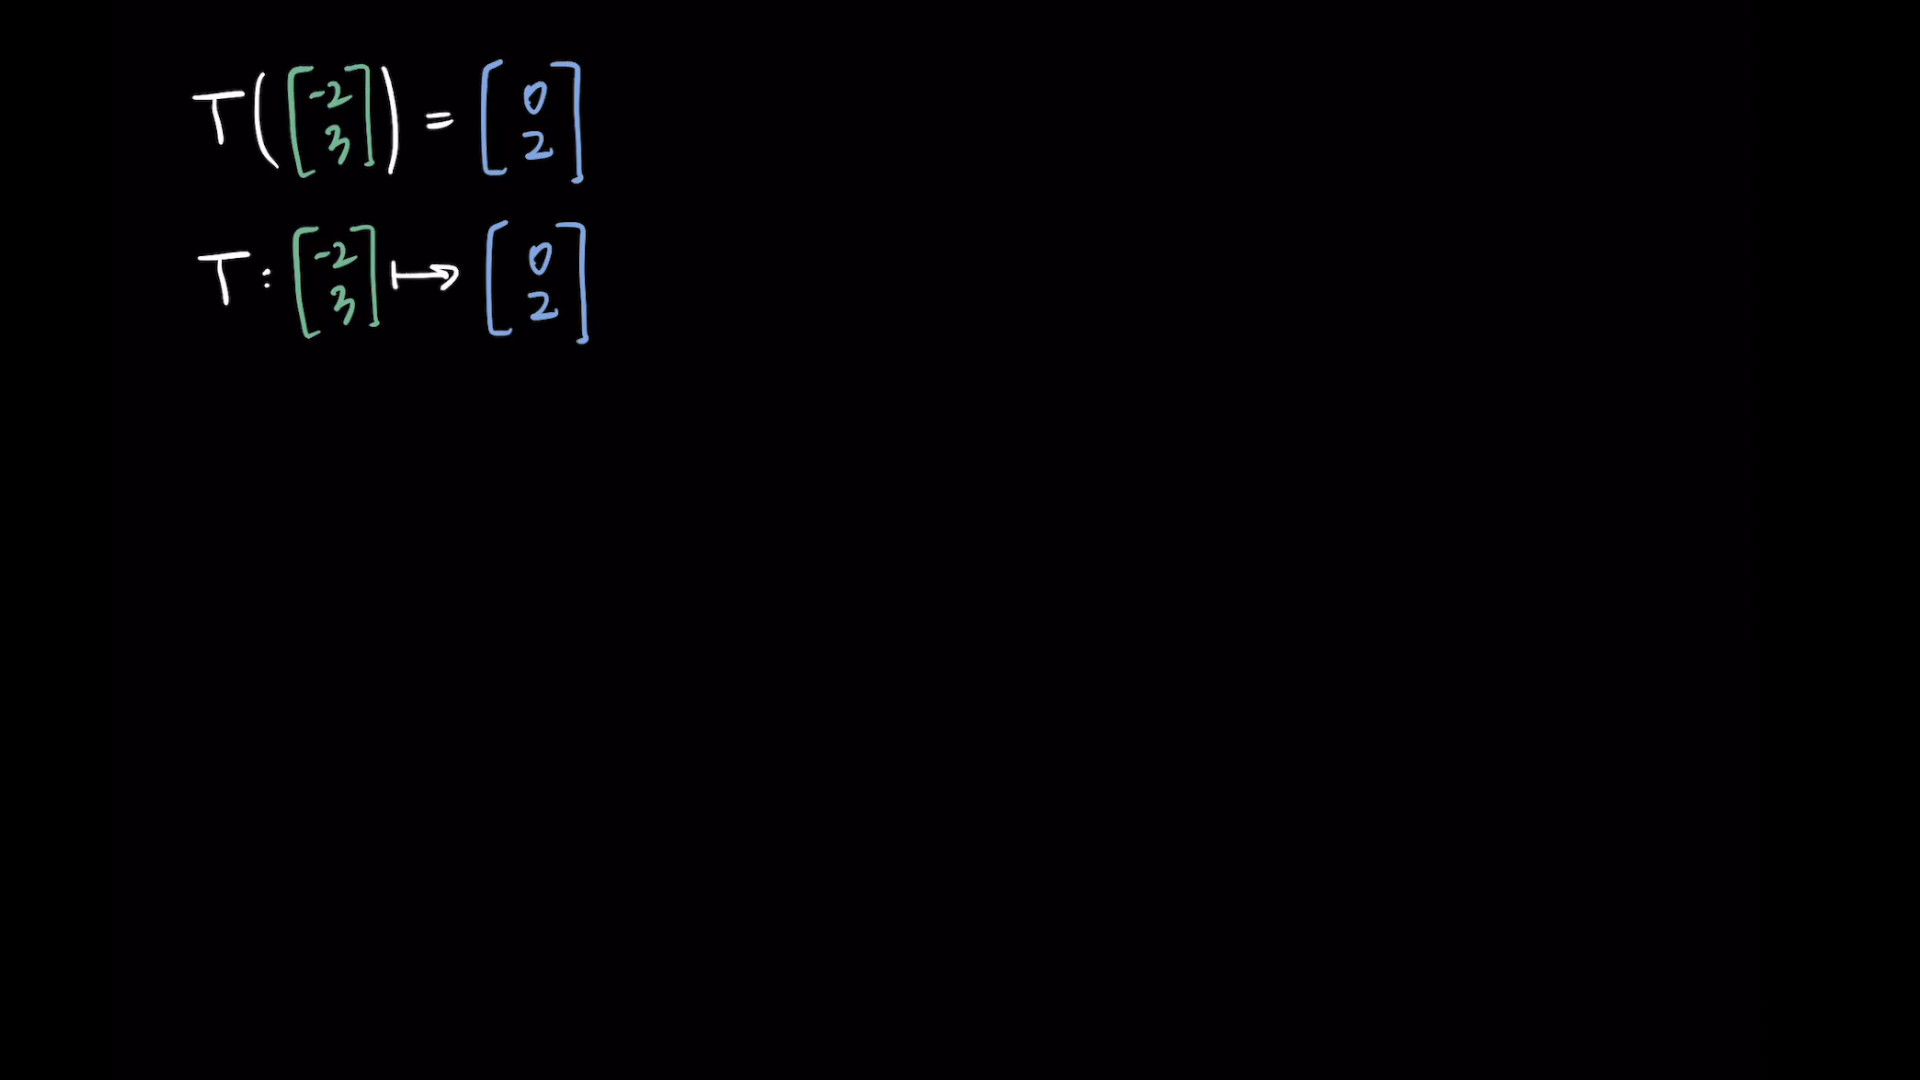 T([-2 3]) = [0 2]
T: [-2 3] ↦ [0 2]